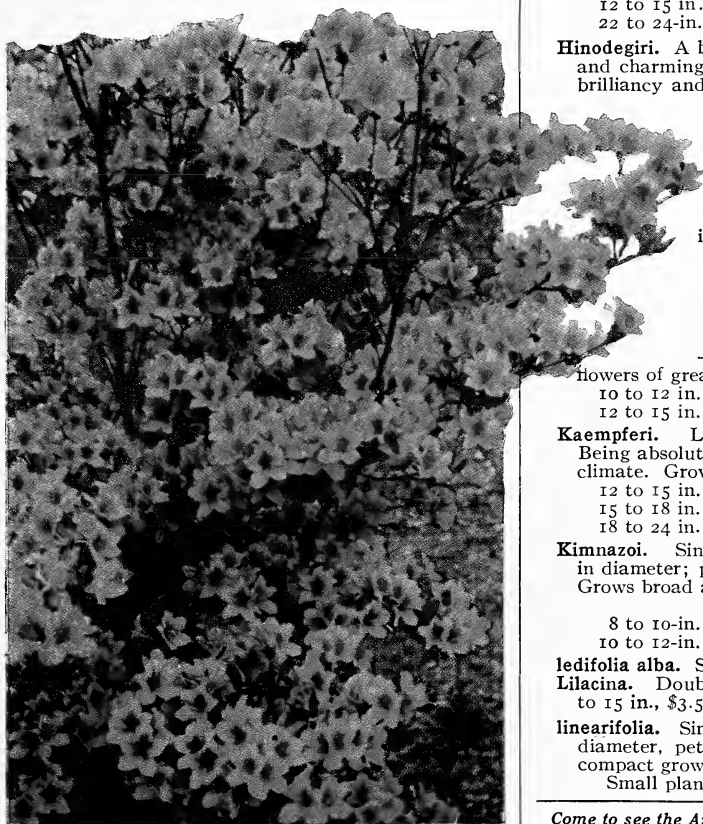 12 to 15 in.
22 to 24-in.
Hinodegiri. A b
and charming
brilliancy and
i
flowers of grea
10 to 12 in.
12 to 15 in.
Kaempferi. L
Being absolut
climate. Grow
12 to 15 in.
15 to 18 in.
18 to 24 in.
Kimnazoi. Sin
in diameter; p
Grows broad a
8 to 10-in.
10 to 12-in.
ledifolia alba. S
Lilacina. Doub
to 15 in., $3.5
linearifolia. Sin
diameter, pet
compact grow
Small plan
Come to see the Az